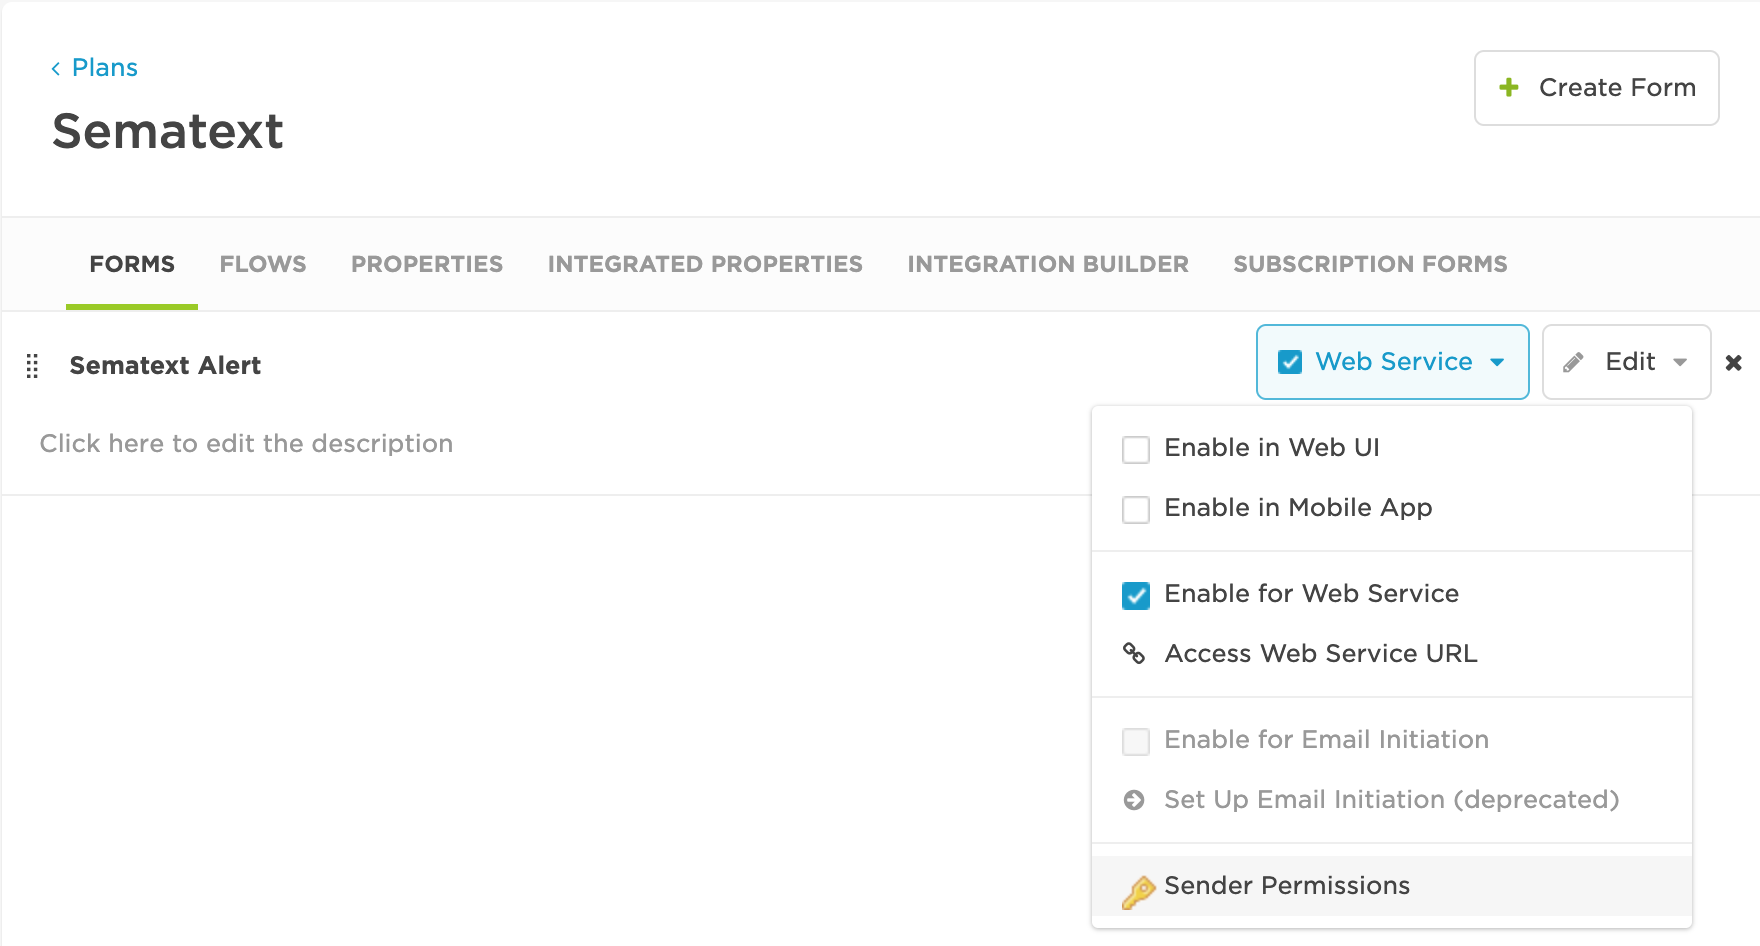 Plans
Sematext
Create Form
FORMS FLOWS PROPERTIES INTEGRATED PROPERTIES INTEGRATION BUILDER SUBSCRIPTION FORMS
Sematext Alert
Web Service
Edit
Click here to edit the description
Enable in Web UI
Enable in Mobile App
Enable for Web Service
Access Web Service URL
Enable for Email Initiation
Set Up Email Initiation (deprecated)
Sender Permissions